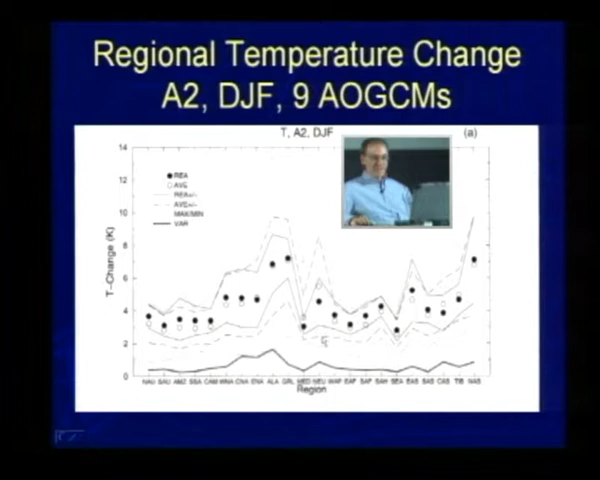 Regional Temperature Change
A2, DJF, 9 AOGCMs
T, A2, DJF
(a)
14
12
10
8
6
4
2
0
T-Change (K)
REA
AVE
REA+/-
AVE+/-
MAX/MIN
VAR
NAU SAU AMZ SSA CAM WNA CNA ENA ALA GRL MED NEU WAF EAF SAF SAH SEA EAS SAS CAS TIB NAS
Region